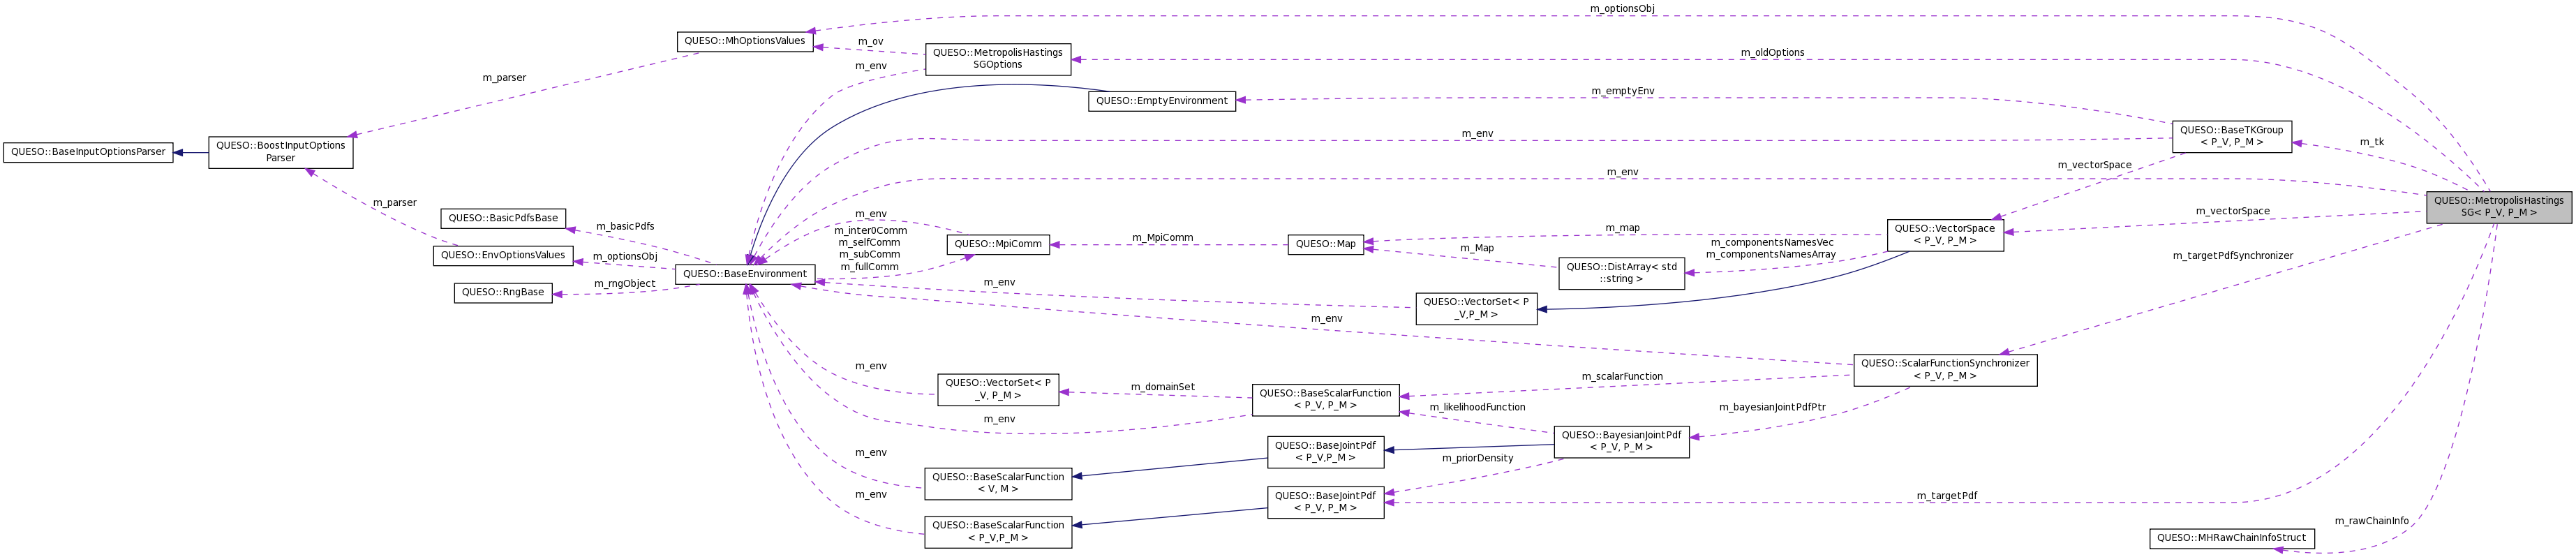 m_optionsObj
QUESO::MhOptionsValues
m_ov
QUESO::MetropolisHastings
SGOptions
m_oldOptions
m_env
m_parser
QUESO::EmptyEnvironment
m_emptyEnv
QUESO::BaseTKGroup
< P_V, P_M >
m_env
m_tk
QUESO::BaseInputOptionsParser
QUESO::BoostInputOptions
Parser
m_vectorSpace
m_env
QUESO::MetropolisHastings
SG< P_V, P_M >
m_parser
QUESO::BasicPdfsBase
m_basicPdfs
m_env
m_inter0Comm
m_selfComm
m_subComm
m_fullComm
QUESO::MpiComm
m_MpiComm
QUESO::Map
m_map
m_Map
m_componentsNamesVec
m_componentsNamesArray
QUESO::VectorSpace
< P_V, P_M >
m_vectorSpace
QUESO::EnvOptionsValues
m_optionsObj
QUESO::BaseEnvironment
QUESO::DistArray< std
::string >
m_targetPdfSynchronizer
QUESO::RngBase
m_rngObject
m_env
QUESO::VectorSet< P
_V,P_M >
m_env
QUESO::ScalarFunctionSynchronizer
< P_V, P_M >
m_env
QUESO::VectorSet< P
_V, P_M >
m_domainSet
QUESO::BaseScalarFunction
< P_V, P_M >
m_scalarFunction
m_env
m_likelihoodFunction
m_bayesianJointPdfPtr
QUESO::BayesianJointPdf
< P_V, P_M >
QUESO::BaseJointPdf
< P_V,P_M >
m_env
m_priorDensity
QUESO::BaseScalarFunction
< V, M >
m_env
QUESO::BaseJointPdf
< P_V, P_M >
m_targetPdf
QUESO::BaseScalarFunction
< P_V,P_M >
m_rawChainInfo
QUESO::MHRawChainInfoStruct